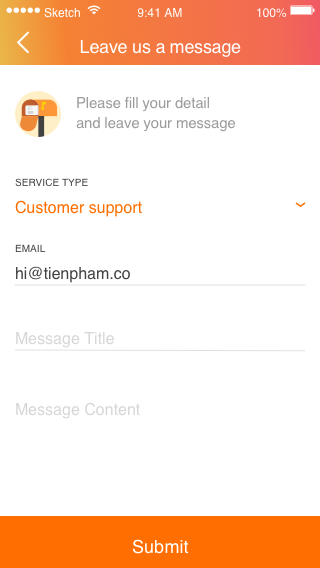 Sketch 9:41 AM 100%
Leave us a message
Please fill your detail
and leave your message
SERVICE TYPE
Customer support
EMAIL
hi@tienpham.co
Message Title
Message Content
Submit